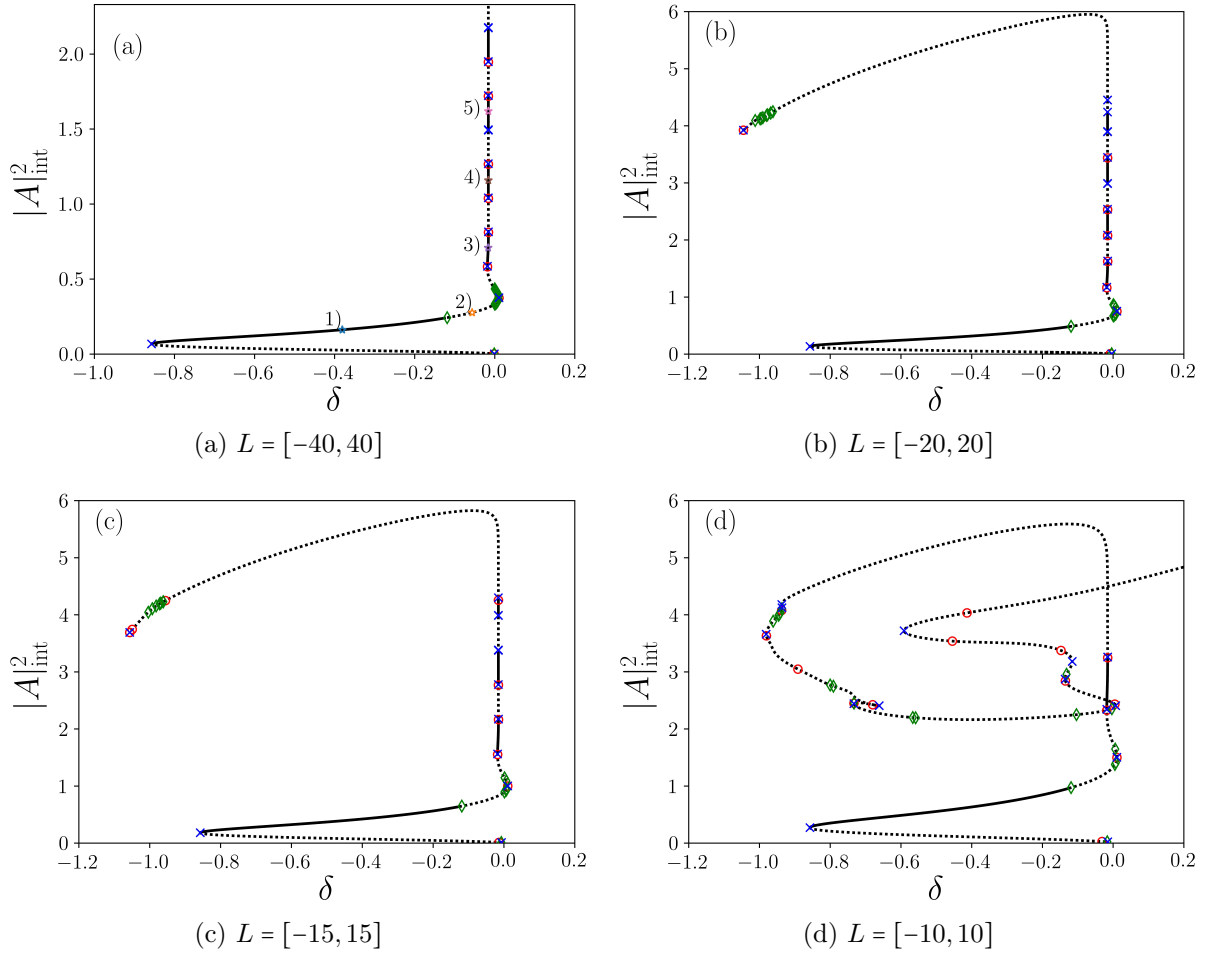 (a)
|A|²_int
2.0
1.5
1.0
0.5
0.0
5)
4)
3)
2)
1)
−1.0 −0.8 −0.6 −0.4 −0.2 0.0 0.2
δ
(a) L = [−40, 40]
(b)
|A|²_int
6
5
4
3
2
1
0
−1.2 −1.0 −0.8 −0.6 −0.4 −0.2 0.0 0.2
δ
(b) L = [−20, 20]
(c)
|A|²_int
6
5
4
3
2
1
0
−1.2 −1.0 −0.8 −0.6 −0.4 −0.2 0.0 0.2
δ
(c) L = [−15, 15]
(d)
|A|²_int
6
5
4
3
2
1
0
−1.2 −1.0 −0.8 −0.6 −0.4 −0.2 0.0 0.2
δ
(d) L = [−10, 10]